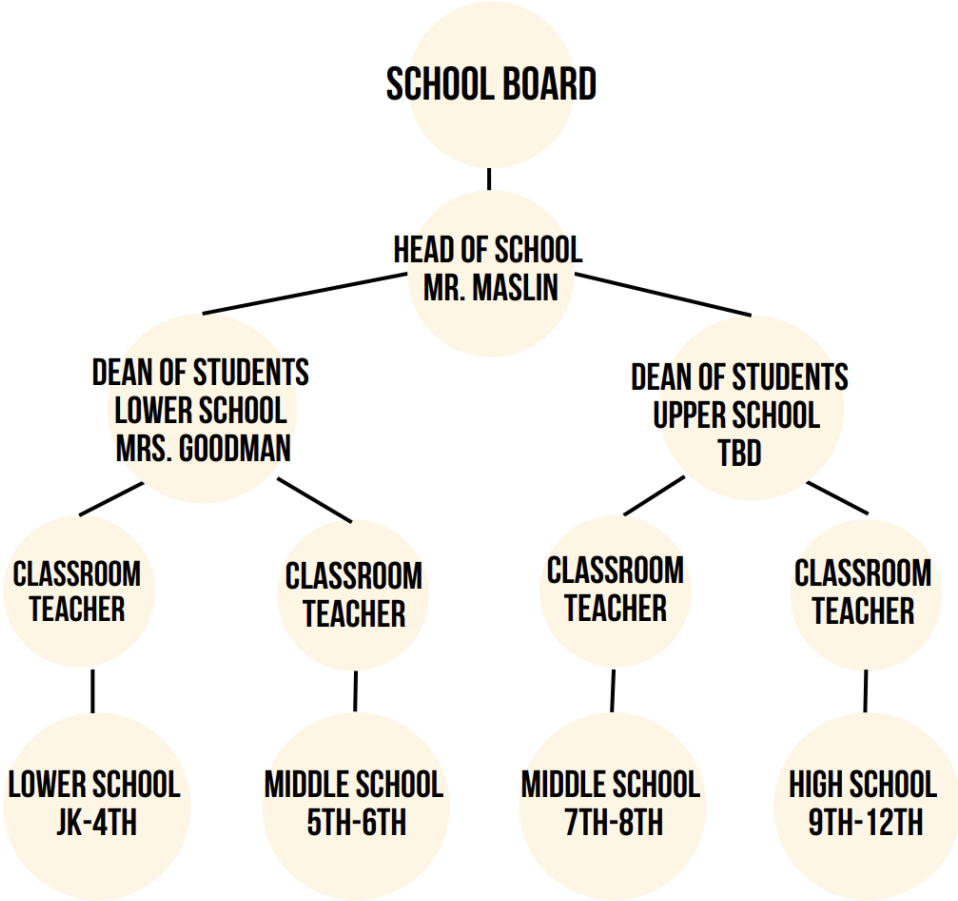 SCHOOL BOARD
HEAD OF SCHOOL
MR. MASLIN
DEAN OF STUDENTS
LOWER SCHOOL
MRS. GOODMAN
DEAN OF STUDENTS
UPPER SCHOOL
TBD
CLASSROOM
TEACHER
CLASSROOM
TEACHER
CLASSROOM
TEACHER
CLASSROOM
TEACHER
LOWER SCHOOL
JK-4TH
MIDDLE SCHOOL
5TH-6TH
MIDDLE SCHOOL
7TH-8TH
HIGH SCHOOL
9TH-12TH